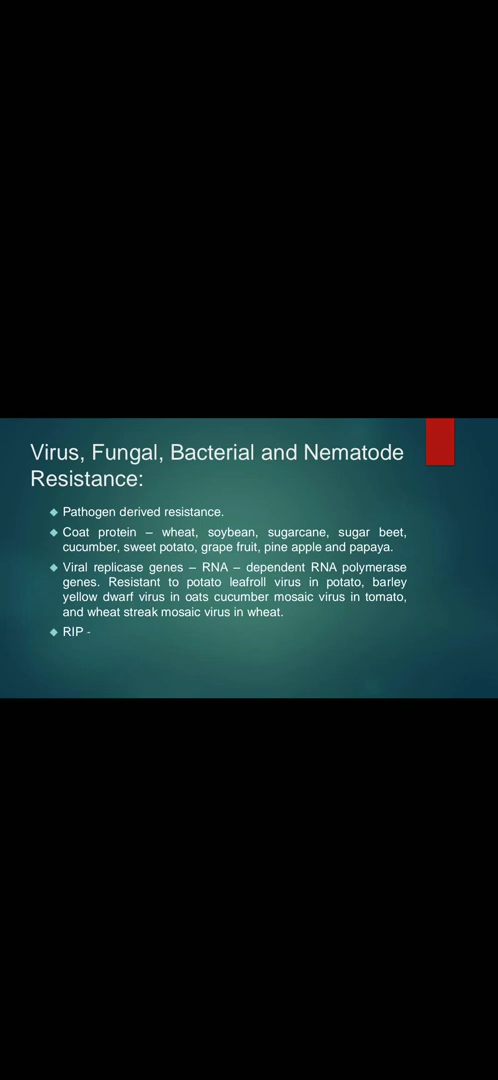 Virus, Fungal, Bacterial and Nematode
Resistance:
Pathogen derived resistance.
Coat protein – wheat, soybean, sugarcane, sugar beet,
cucumber, sweet potato, grape fruit, pine apple and papaya.
Viral replicase genes – RNA – dependent RNA polymerase
genes. Resistant to potato leafroll virus in potato, barley
yellow dwarf virus in oats cucumber mosaic virus in tomato,
and wheat streak mosaic virus in wheat.
RIP -